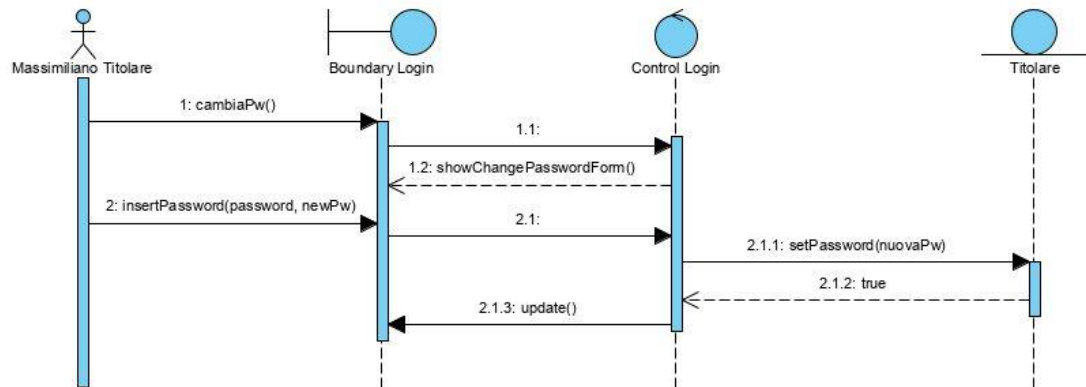 Massimiliano Titolare
Boundary Login
Control Login
Titolare
1: cambiaPw()
1.1:
1.2: showChangePasswordForm()
2: insertPassword(password, newPw)
2.1:
2.1.1: setPassword(nuovaPw)
2.1.2: true
2.1.3: update()